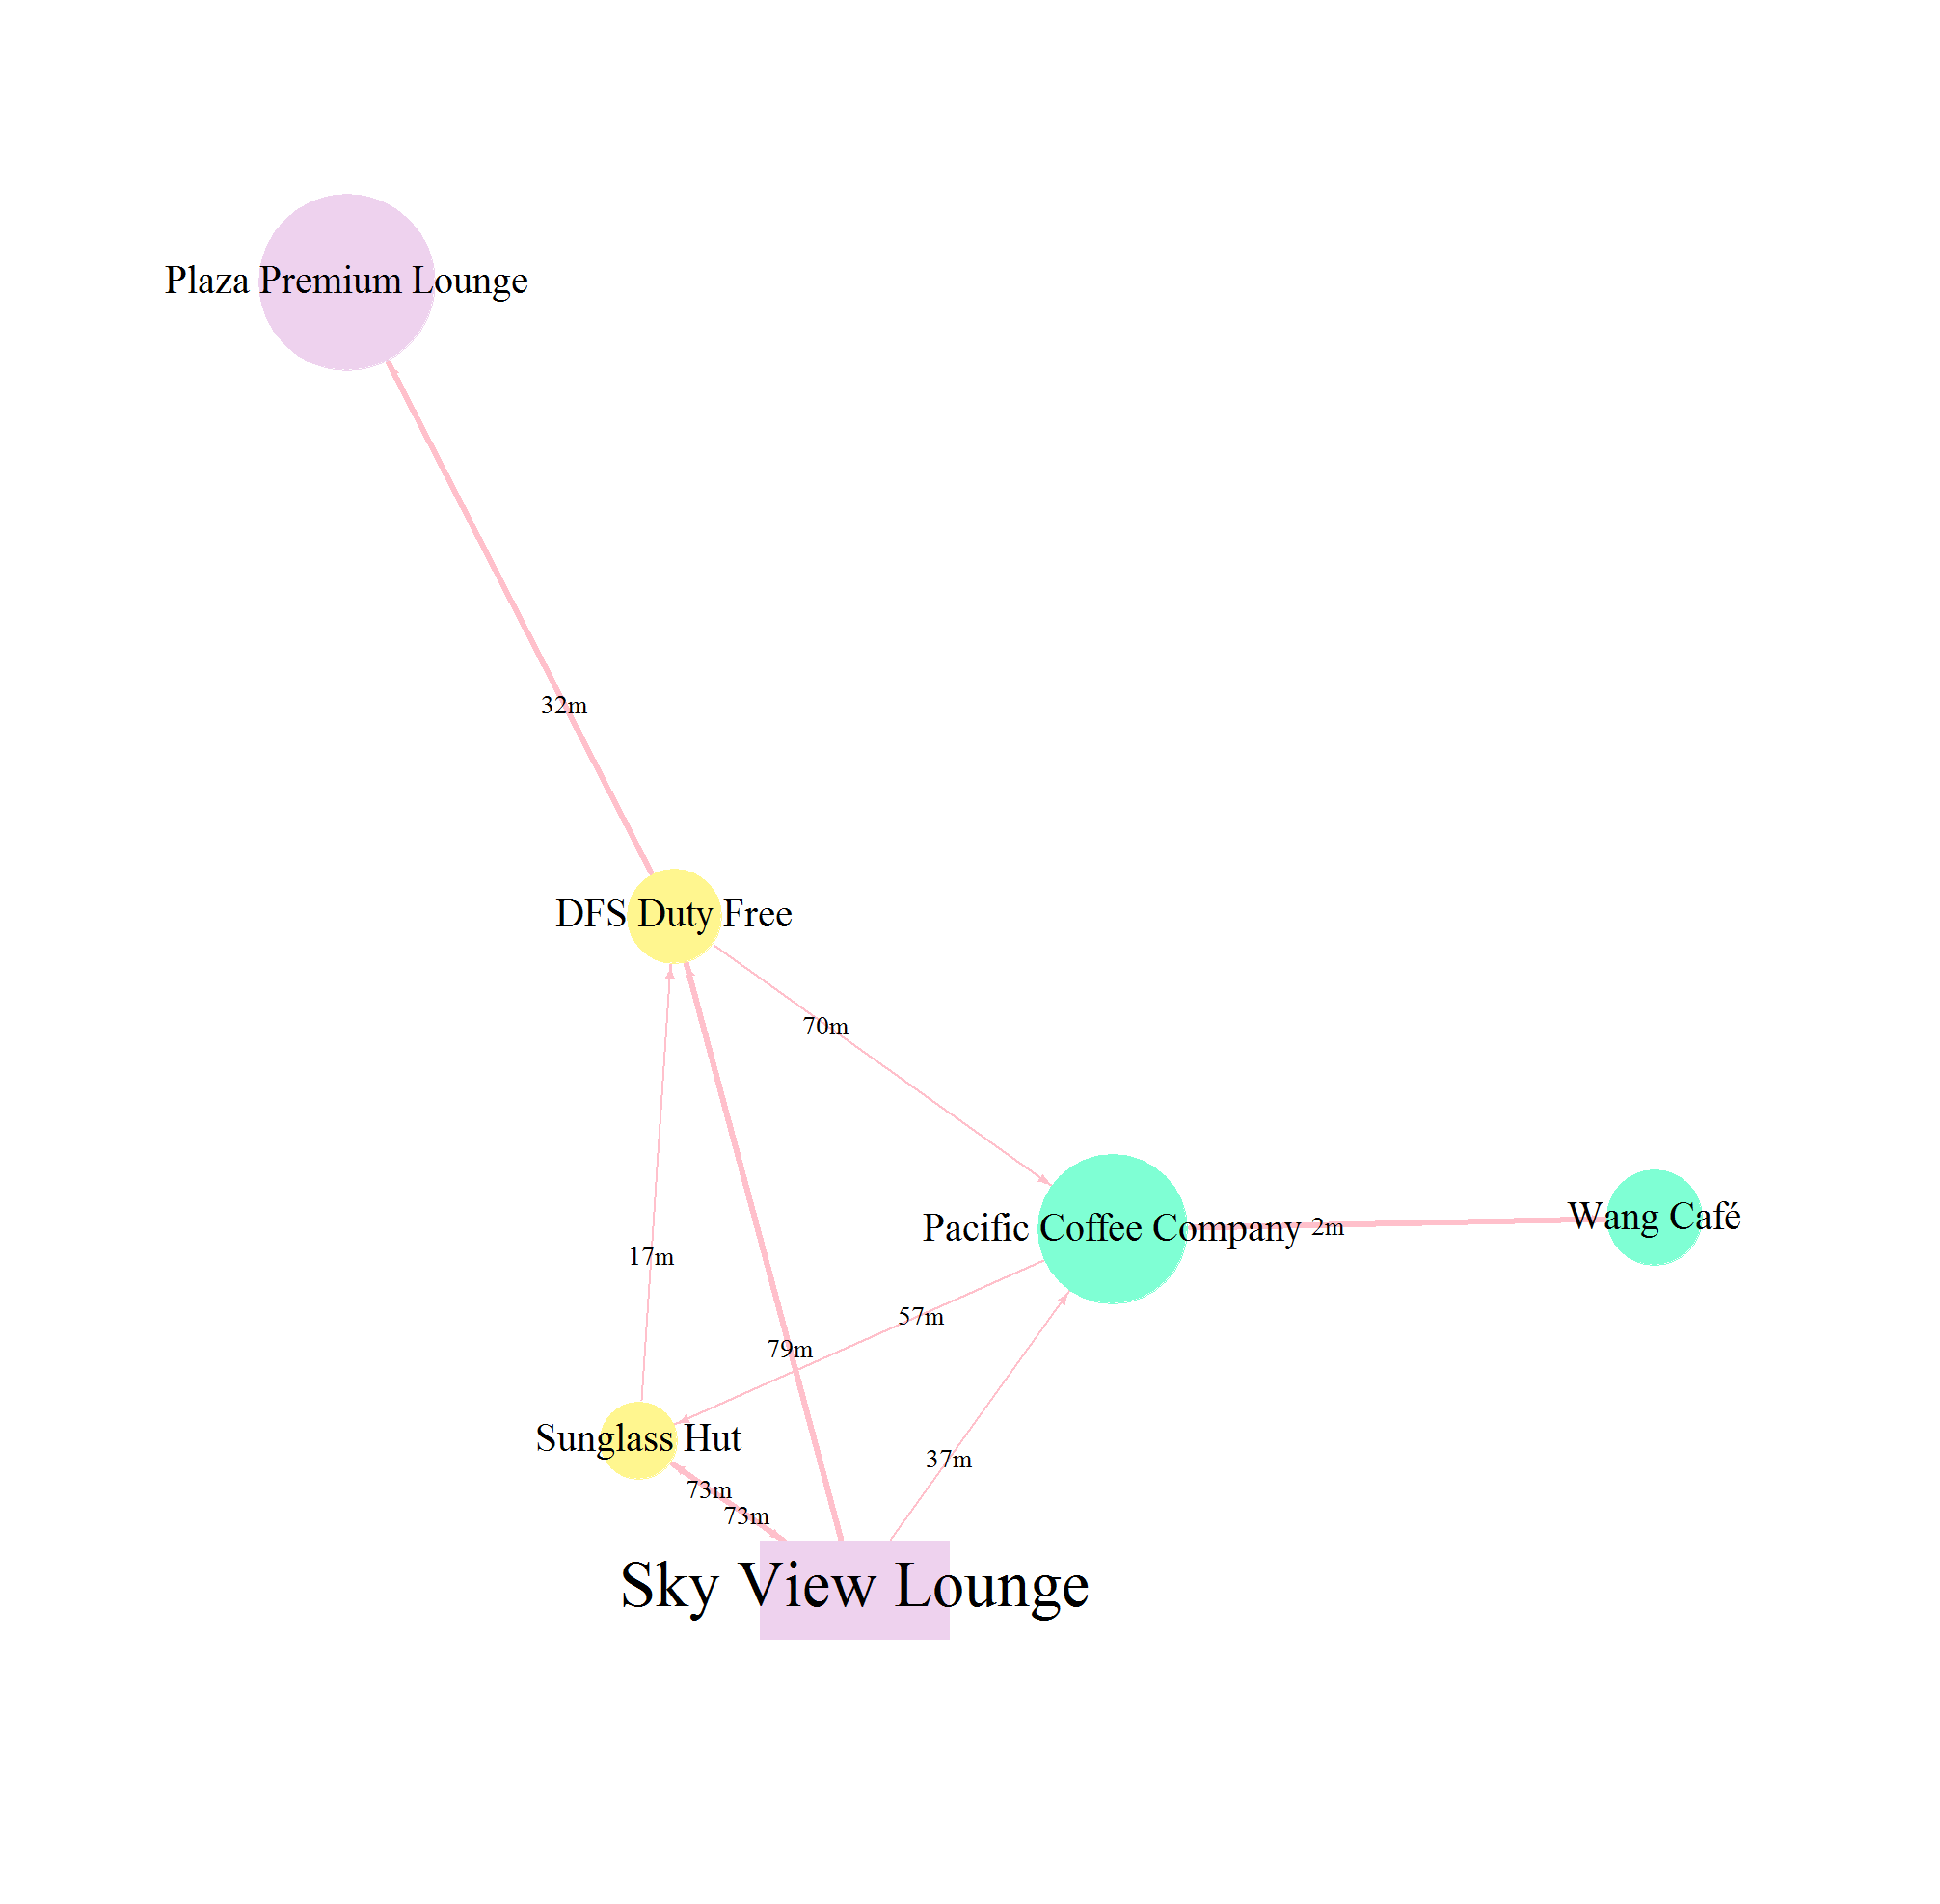 Plaza Premium Lounge
32m
DFS Duty Free
70m
Pacific Coffee Company
2m
Wang Café
17m
57m
79m
Sunglass Hut
37m
73m
73m
Sky View Lounge